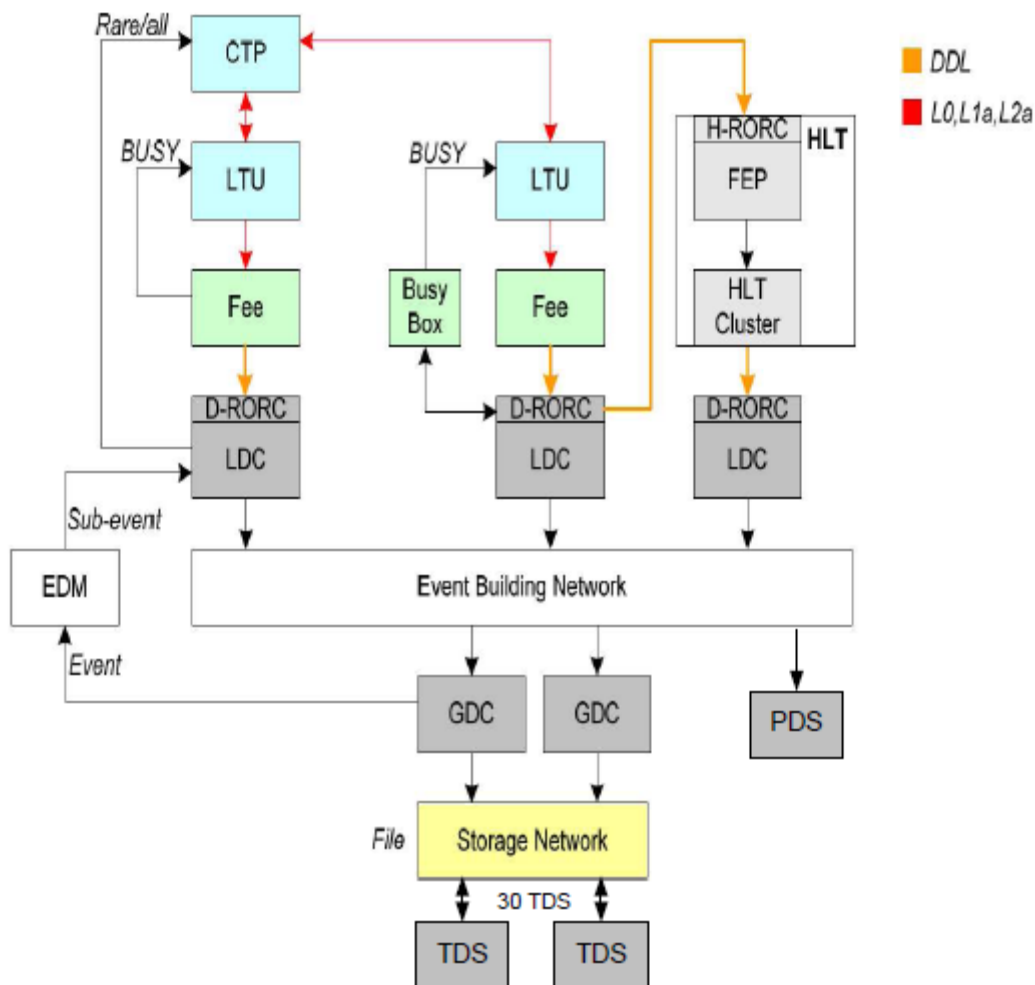 Rare/all
CTP
DDL
L0,L1a,L2a
H-RORC
HLT
BUSY
BUSY
LTU
LTU
FEP
Fee
Busy
Box
Fee
HLT
Cluster
D-RORC
D-RORC
D-RORC
LDC
LDC
LDC
Sub-event
EDM
Event Building Network
Event
GDC
GDC
PDS
File
Storage Network
30 TDS
TDS
TDS